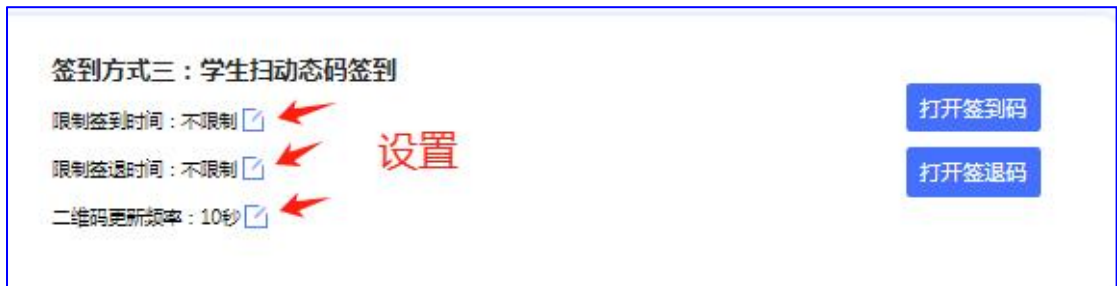 签到方式三：学生扫动态码签到
限制签到时间：不限制
打开签到码
设置
限制签退时间：不限制
打开签退码
二维码更新频率：10秒